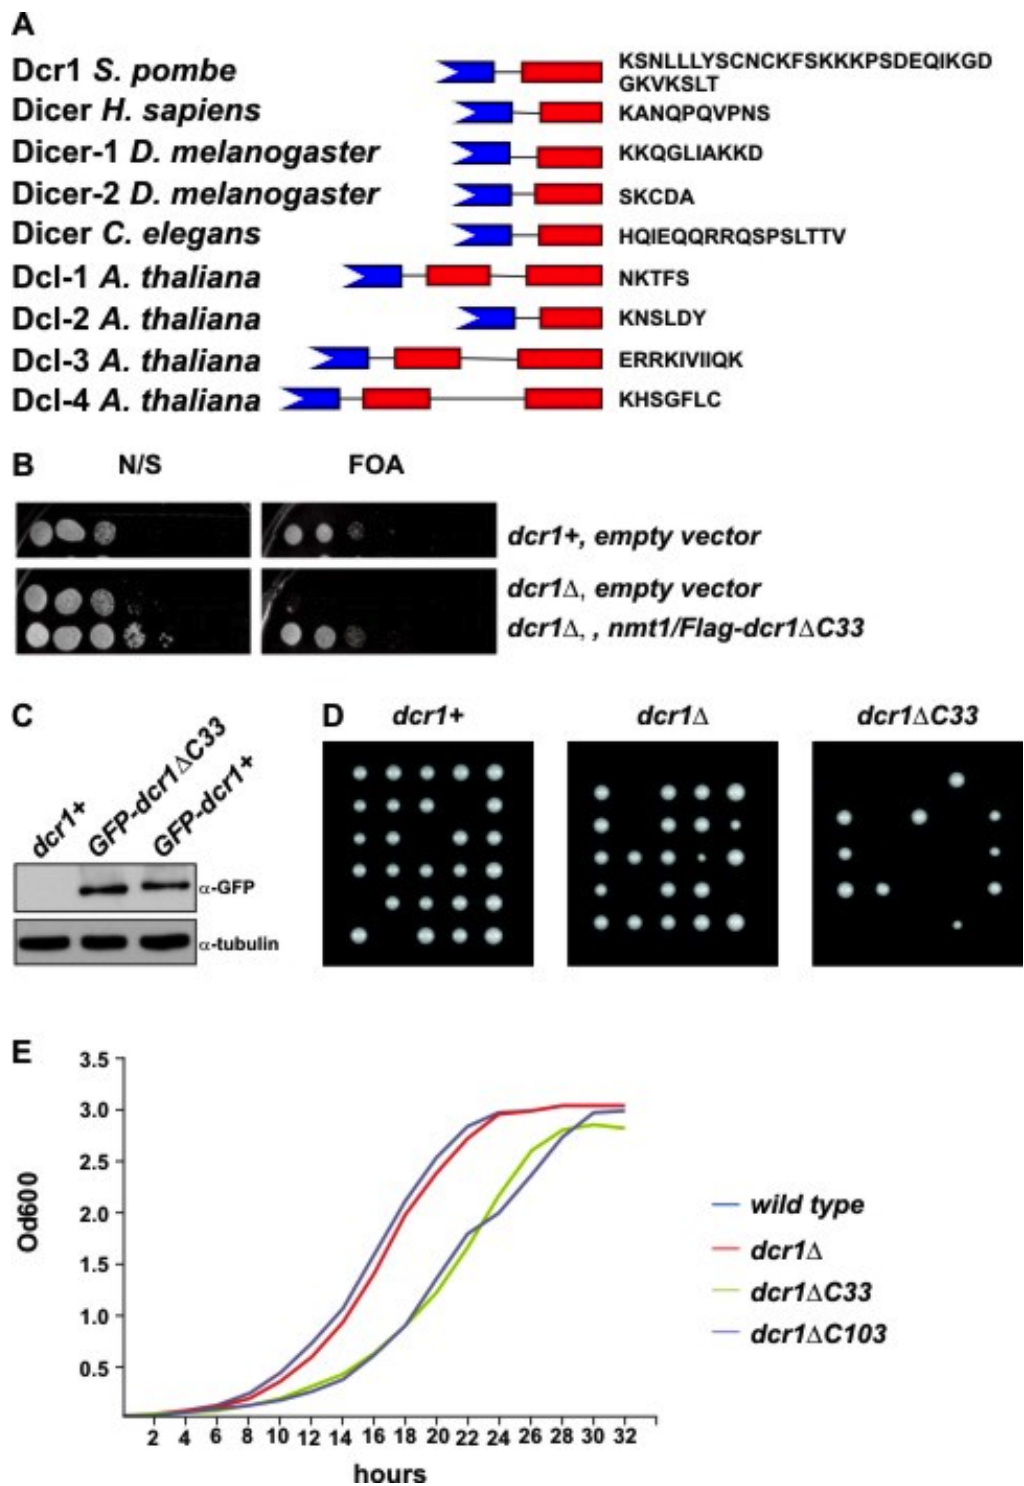 A
Dcr1 S. pombe
KSNLLLYSCNCKFSKKKPSDEQIKGD
GKVKSLT
Dicer H. sapiens
KANQPQVPNS
Dicer-1 D. melanogaster
KKQGLIAKKD
Dicer-2 D. melanogaster
SKCDA
Dicer C. elegans
HQIEQQRRQSPSLTTV
Dcl-1 A. thaliana
NKTFS
Dcl-2 A. thaliana
KNSLDY
Dcl-3 A. thaliana
ERRKIVIIQK
Dcl-4 A. thaliana
KHSGFLC
B
N/S
FOA
dcr1+, empty vector
dcr1Δ, empty vector
dcr1Δ, , nmt1/Flag-dcr1ΔC33
C
dcr1+
GFP-dcr1ΔC33
GFP-dcr1+
α-GFP
α-tubulin
D
dcr1+
dcr1Δ
dcr1ΔC33
E
Od600
3.5
3.0
2.5
2.0
1.5
1.0
0.5
2 4 6 8 10 12 14 16 18 20 22 24 26 28 30 32
hours
wild type
dcr1Δ
dcr1ΔC33
dcr1ΔC103